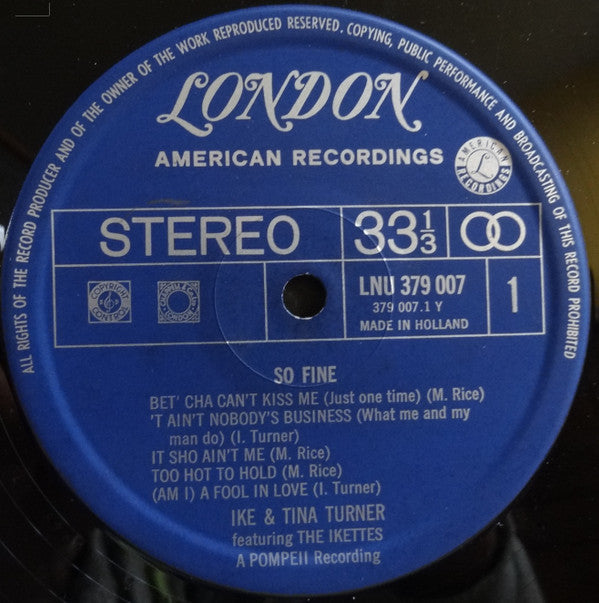 ALL RIGHTS OF THE RECORD PRODUCER AND OF THE OWNER OF THE WORK REPRODUCED RESERVED. COPYING, PUBLIC PERFORMANCE AND BROADCASTING OF THIS RECORD PROHIBITED
LONDON
AMERICAN RECORDINGS
AMERICAN
L
RECORDINGS
STEREO
33 1/3
LNU 379 007
379 007.1 Y
MADE IN HOLLAND
1
SO FINE
BET' CHA CAN'T KISS ME (Just one time) (M. Rice)
'T AIN'T NOBODY'S BUSINESS (What me and my
man do) (I. Turner)
IT SHO AIN'T ME (M. Rice)
TOO HOT TO HOLD (M. Rice)
(AM I) A FOOL IN LOVE (I. Turner)
IKE & TINA TURNER
featuring THE IKETTES
A POMPEII Recording